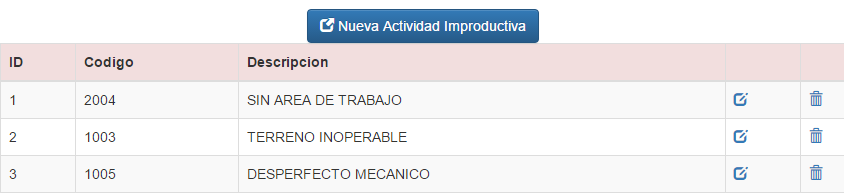 Nueva Actividad Improductiva
ID Codigo Descripcion
1 2004 SIN AREA DE TRABAJO
2 1003 TERRENO INOPERABLE
3 1005 DESPERFECTO MECANICO